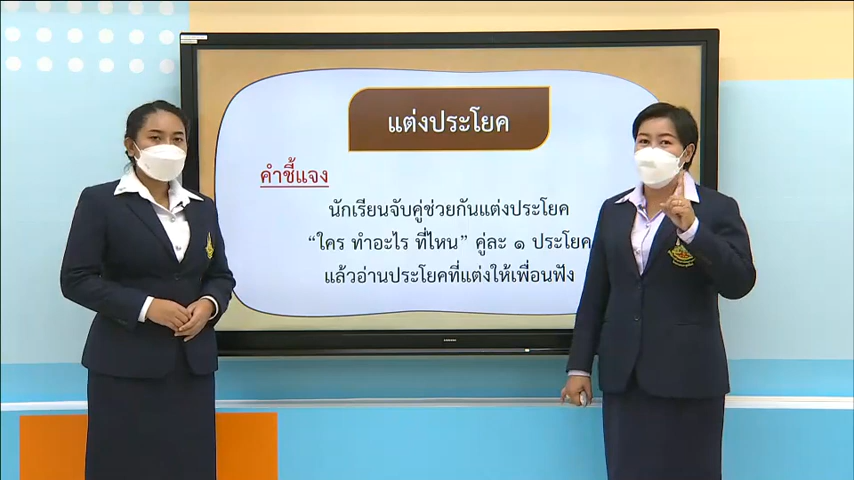 แต่งประโยค
คำชี้แจง
นักเรียนจับคู่ช่วยกันแต่งประโยค
“ใคร ทำอะไร ที่ไหน” คู่ละ ๑ ประโยค
แล้วอ่านประโยคที่แต่งให้เพื่อนฟัง